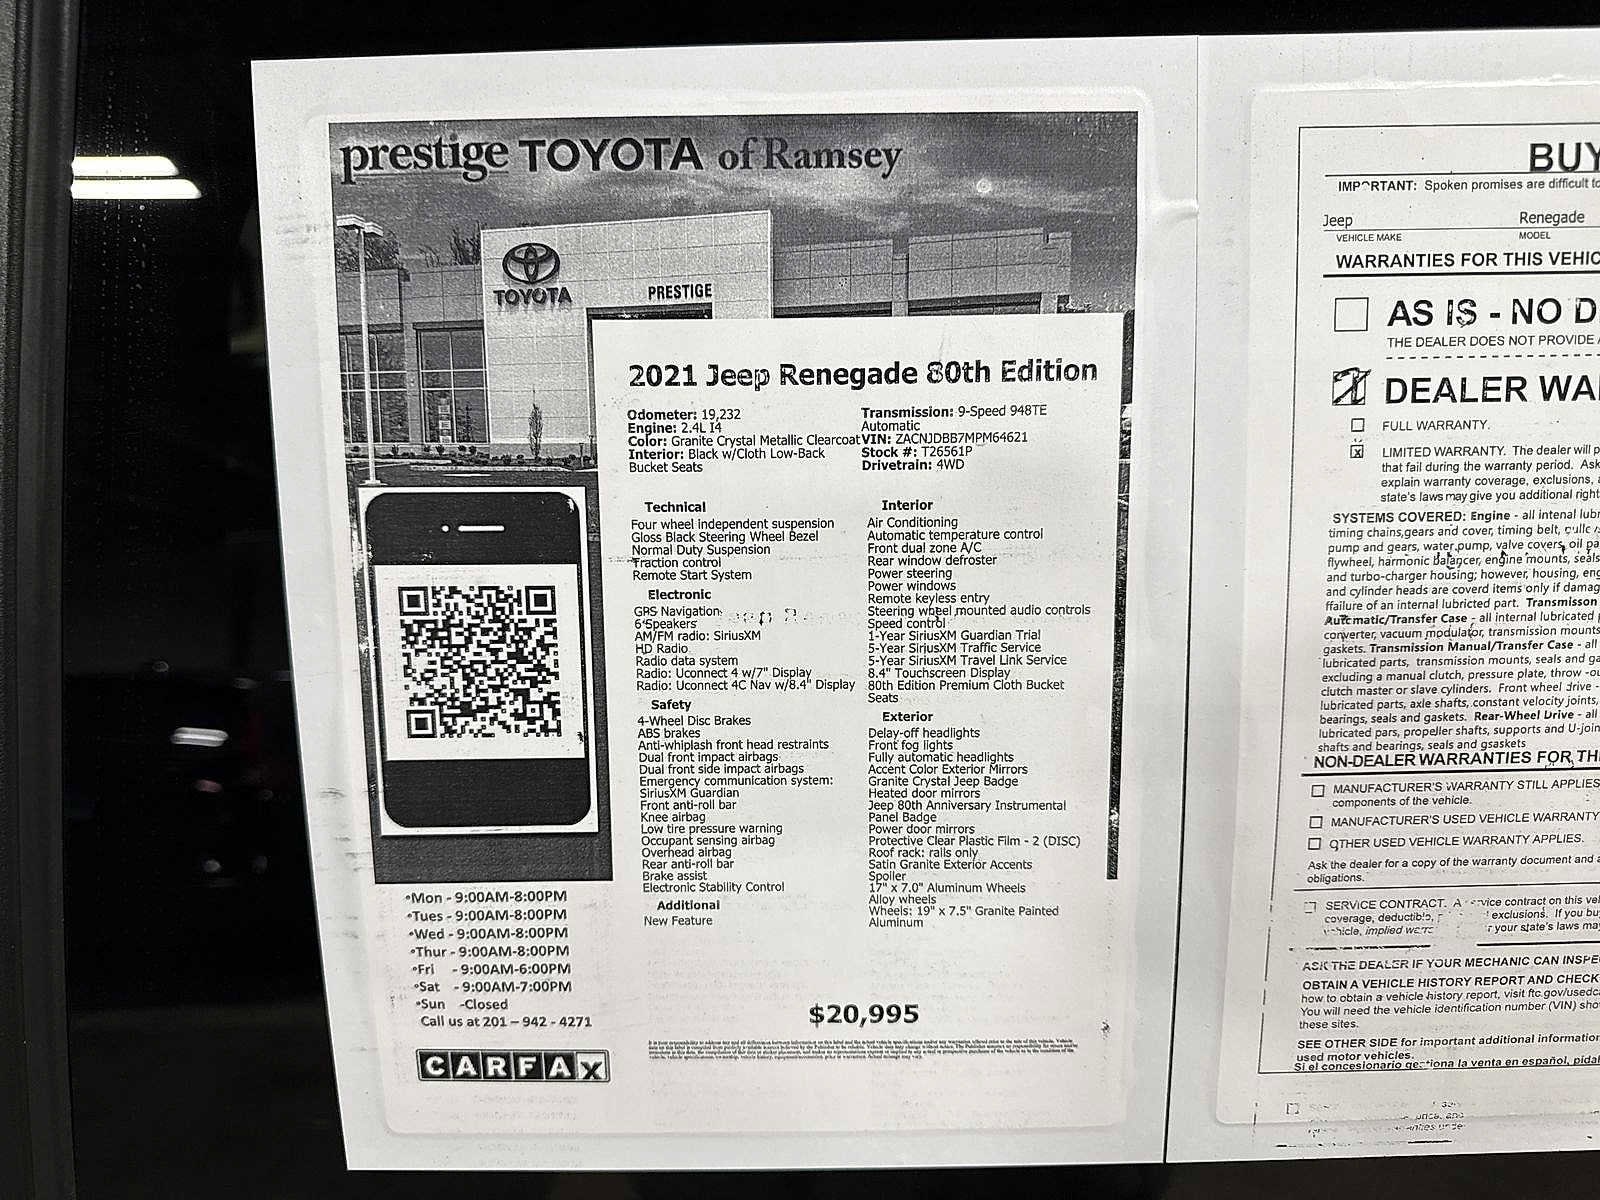 prestige TOYOTA of Ramsey
TOYOTA
PRESTIGE
2021 Jeep Renegade 80th Edition
Odometer: 19,232
Engine: 2.4L I4
Color: Granite Crystal Metallic Clearcoat
Interior: Black w/Cloth Low-Back
Bucket Seats
Transmission: 9-Speed 948TE
Automatic
VIN: ZACNJDBB7MPM64621
Stock #: T26561P
Drivetrain: 4WD
Technical
Four wheel independent suspension
Gloss Black Steering Wheel Bezel
Normal Duty Suspension
Traction control
Remote Start System
Electronic
GPS Navigation
6 Speakers
AM/FM radio: SiriusXM
HD Radio
Radio data system
Radio: Uconnect 4 w/7" Display
Radio: Uconnect 4C Nav w/8.4" Display
Safety
4-Wheel Disc Brakes
ABS brakes
Anti-whiplash front head restraints
Dual front impact airbags
Dual front side impact airbags
Emergency communication system:
SiriusXM Guardian
Front anti-roll bar
Knee airbag
Low tire pressure warning
Occupant sensing airbag
Overhead airbag
Rear anti-roll bar
Brake assist
Electronic Stability Control
Additional
New Feature
Interior
Air Conditioning
Automatic temperature control
Front dual zone A/C
Rear window defroster
Power steering
Power windows
Remote keyless entry
Steering wheel mounted audio controls
Speed control
1-Year SiriusXM Guardian Trial
5-Year SiriusXM Traffic Service
5-Year SiriusXM Travel Link Service
8.4" Touchscreen Display
80th Edition Premium Cloth Bucket
Seats
Exterior
Delay-off headlights
Front fog lights
Fully automatic headlights
Accent Color Exterior Mirrors
Granite Crystal Jeep Badge
Heated door mirrors
Jeep 80th Anniversary Instrumental
Panel Badge
Power door mirrors
Protective Clear Plastic Film - 2 (DISC)
Roof rack: rails only
Satin Granite Exterior Accents
Spoiler
17" x 7.0" Aluminum Wheels
Alloy wheels
Wheels: 19" x 7.5" Granite Painted
Aluminum
$20,995
•Mon - 9:00AM-8:00PM
•Tues - 9:00AM-8:00PM
•Wed - 9:00AM-8:00PM
•Thur - 9:00AM-8:00PM
•Fri - 9:00AM-6:00PM
•Sat - 9:00AM-7:00PM
•Sun -Closed
Call us at 201 – 942 - 4271
CARFAX
BUY
IMPORTANT: Spoken promises are difficult to
Jeep Renegade
VEHICLE MAKE MODEL
WARRANTIES FOR THIS VEHIC
AS IS - NO D
THE DEALER DOES NOT PROVIDE
DEALER WA
FULL WARRANTY.
LIMITED WARRANTY. The dealer will p
that fail during the warranty period. Ask
explain warranty coverage, exclusions,
state's laws may give you additional right
SYSTEMS COVERED: Engine - all intenal lubr
timing chains,gears and cover, timing belt,
pump and gears, water pump, valve covers, oil pa
flywheel, harmonic balancer, engine mounts, seals
and turbo-charger housing; however, housing, eng
and cylinder heads are coverd items only if damag
ffailure of an internal lubricted part. Transmisson
Automatic/Transfer Case - all internal lubricated p
converter, vacuum modulator, transmission mounts
gaskets. Transmission Manual/Transfer Case - all
lubricated parts, transmission mounts, seals and ga
excluding a manual clutch, pressure plate, throw -ou
clutch master or slave cylinders. Front wheel drive -
lubricated parts, axle shafts, constant velocity joints,
bearings, seals and gaskets. Rear-Wheel Drive - all
lubricated pars, propeller shafts, supports and U-join
shafts and bearings, seals and gsaskets
NON-DEALER WARRANTIES FOR TH
MANUFACTURER'S WARRANTY STILL APPLIES
components of the vehicle.
MANUFACTURER'S USED VEHICLE WARRANTY
OTHER USED VEHICLE WARRANTY APPLIES.
Ask the dealer for a copy of the warranty document and a
obligations.
SERVICE CONTRACT. A service contract on this veh
coverage, deductible, exclusions. If you bu
vehicle, implied your state's laws may
ASK THE DEALER IF YOUR MECHANIC CAN INSPE
OBTAIN A VEHICLE HISTORY REPORT AND CHECK
how to obtain a vehicle history report, visit ftc.gov/usedc
You will need the vehicle identification number (VIN) sho
these sites.
SEE OTHER SIDE for important additional information
used motor vehicles.
Si el concesionario gestiona la venta en español, pídal